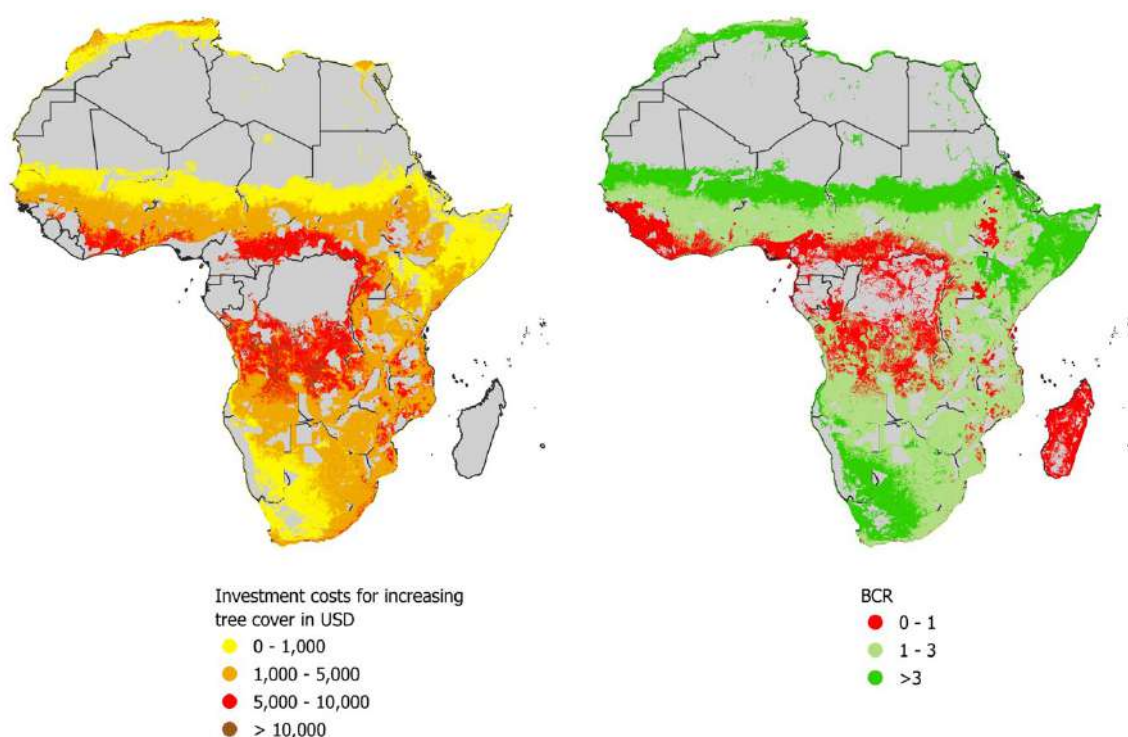 Investment costs for increasing
tree cover in USD
0 - 1,000
1,000 - 5,000
5,000 - 10,000
> 10,000
BCR
0 - 1
1 - 3
>3